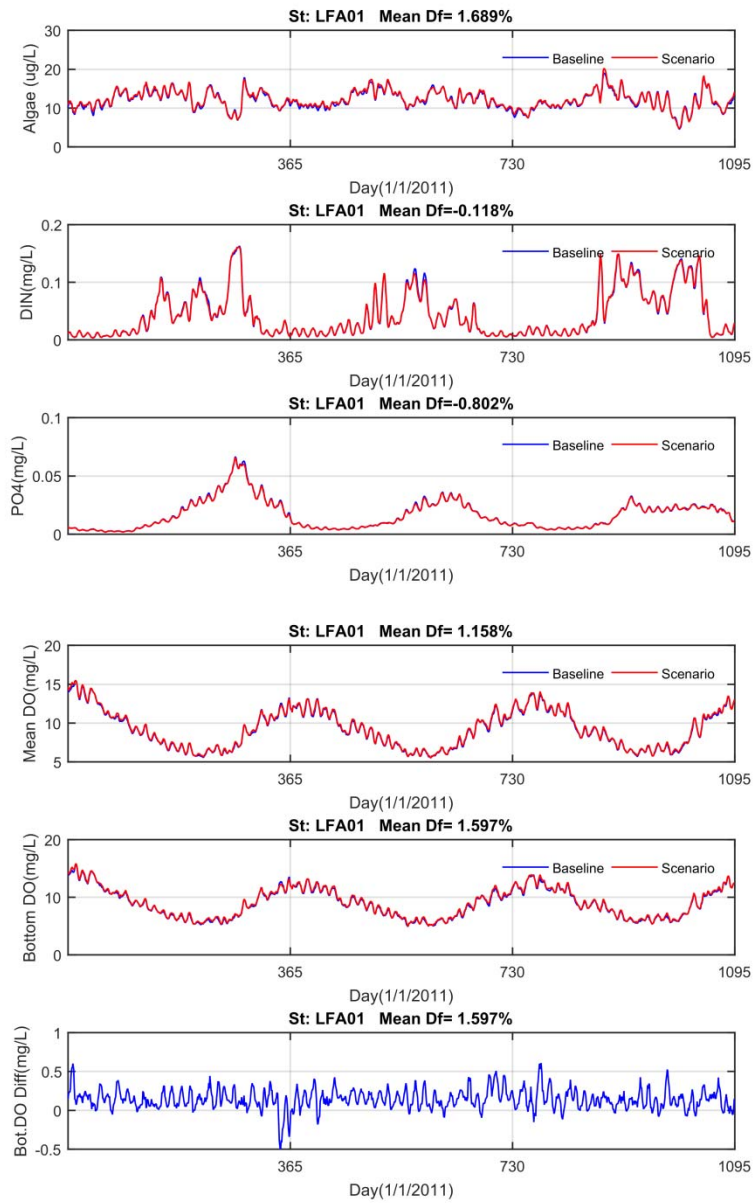 St: LFA01 Mean Df= 1.689%
30
20
10
0
Algae (ug/L)
Baseline Scenario
365 730 1095
Day(1/1/2011)
St: LFA01 Mean Df=-0.118%
0.2
0.1
0
DIN(mg/L)
Baseline Scenario
365 730 1095
Day(1/1/2011)
St: LFA01 Mean Df=-0.802%
0.1
0.05
0
PO4(mg/L)
Baseline Scenario
365 730 1095
Day(1/1/2011)
St: LFA01 Mean Df= 1.158%
20
15
10
5
Mean DO(mg/L)
Baseline Scenario
365 730 1095
Day(1/1/2011)
St: LFA01 Mean Df= 1.597%
20
10
0
Bottom DO(mg/L)
Baseline Scenario
365 730 1095
Day(1/1/2011)
St: LFA01 Mean Df= 1.597%
1
0.5
0
-0.5
Bot.DO Diff(mg/L)
365 730 1095
Day(1/1/2011)